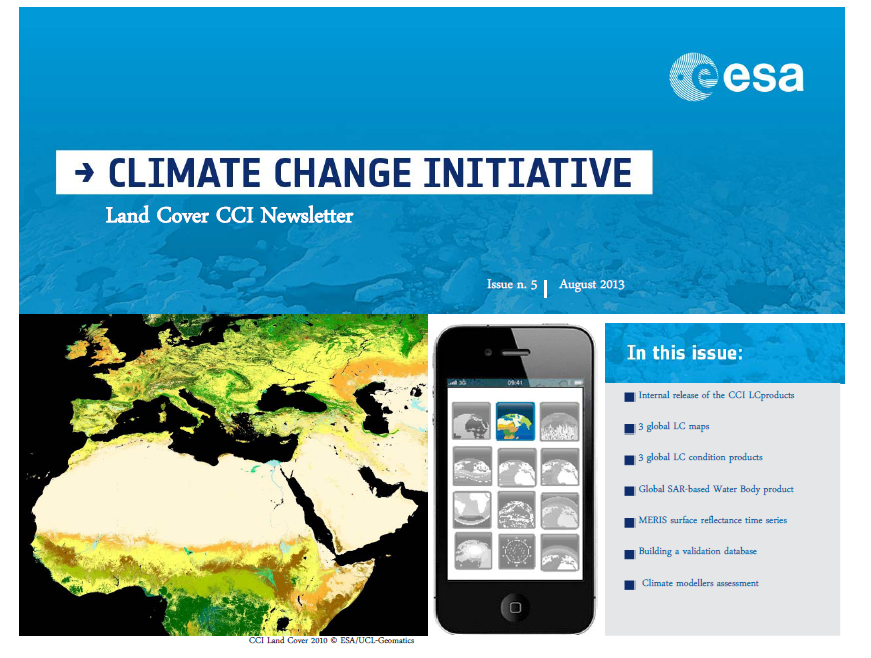 esa
→ CLIMATE CHANGE INITIATIVE
Land Cover CCI Newsletter
Issue n. 5 | August 2013
3G 09:41
In this issue:
Internal release of the CCI LCproducts
3 global LC maps
3 global LC condition products
Global SAR-based Water Body product
MERIS surface reflectance time series
Building a validation database
Climate modellers assessment
CCI Land Cover 2010 © ESA/UCL-Geomatics